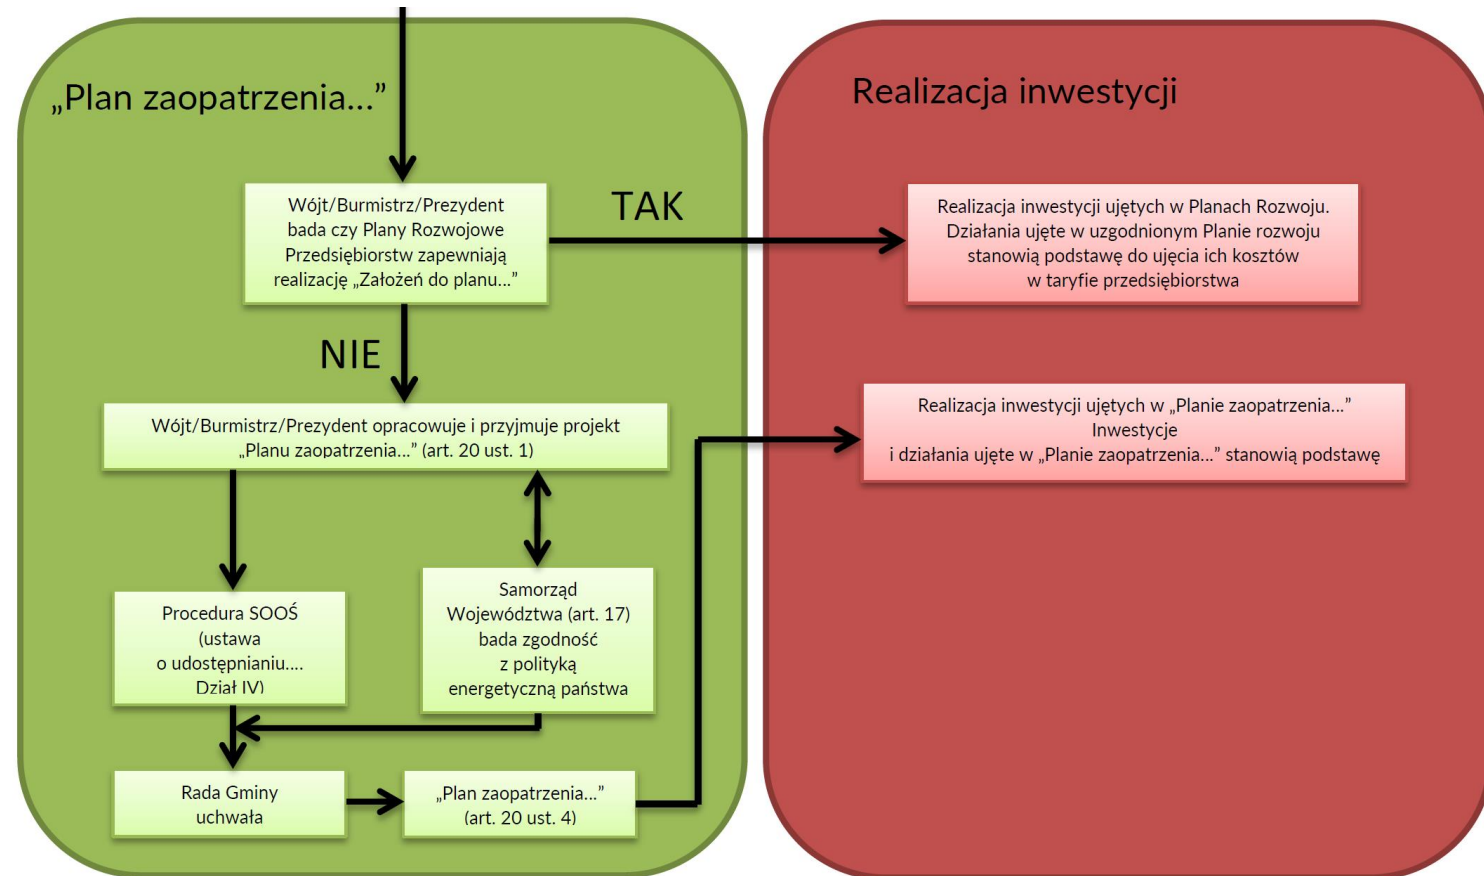 „Plan zaopatrzenia...”
Wójt/Burmistrz/Prezydent
bada czy Plany Rozwojowe
Przedsiębiorstw zapewniają
realizację „Założeń do planu...”
TAK
NIE
Wójt/Burmistrz/Prezydent opracowuje i przyjmuje projekt
„Planu zaopatrzenia...” (art. 20 ust. 1)
Procedura SOOŚ
(ustawa
o udostępnianiu....
Dział IV)
Samorząd
Województwa (art. 17)
bada zgodność
z polityką
energetyczną państwa
Rada Gminy
uchwała
„Plan zaopatrzenia...”
(art. 20 ust. 4)
Realizacja inwestycji
Realizacja inwestycji ujętych w Planach Rozwoju.
Działania ujęte w uzgodnionym Planie rozwoju
stanowią podstawę do ujęcia ich kosztów
w taryfie przedsiębiorstwa
Realizacja inwestycji ujętych w „Planie zaopatrzenia...”
Inwestycje
i działania ujęte w „Planie zaopatrzenia...” stanowią podstawę